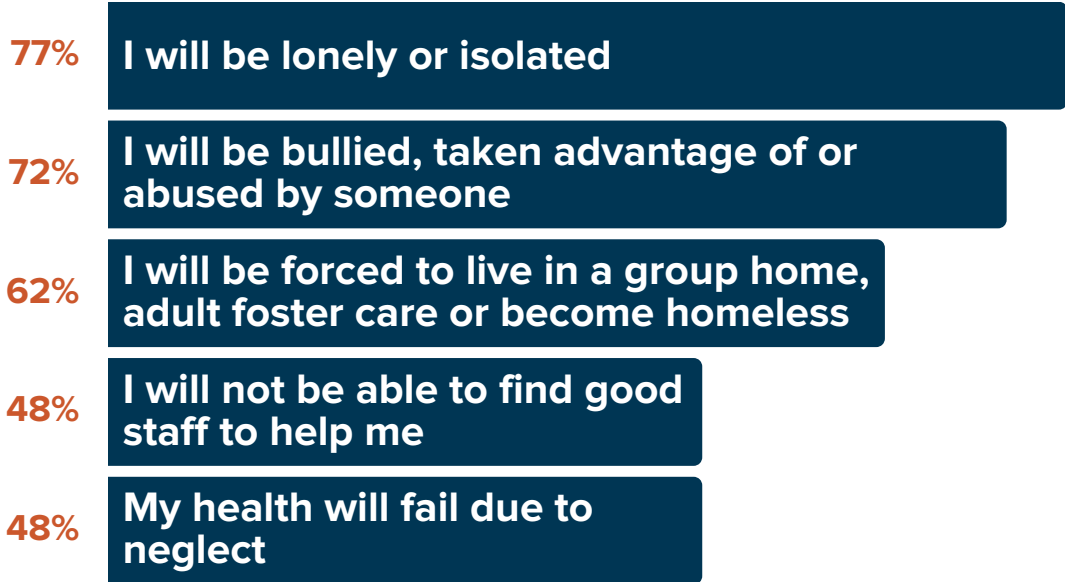 77%
I will be lonely or isolated
72%
I will be bullied, taken advantage of or
abused by someone
62%
I will be forced to live in a group home,
adult foster care or become homeless
48%
I will not be able to find good
staff to help me
48%
My health will fail due to
neglect